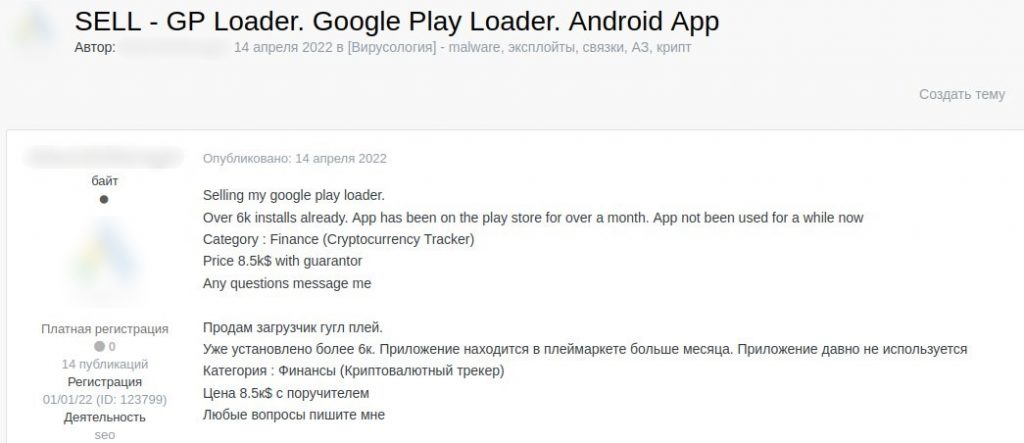 SELL - GP Loader. Google Play Loader. Android App
Автор: 14 апреля 2022 в [Вирусология] - malware, эксплойты, связки, АЗ, крипт
Создать тему
Опубликовано: 14 апреля 2022
байт
Selling my google play loader.
Over 6k installs already. App has been on the play store for over a month. App not been used for a while now
Category : Finance (Cryptocurrency Tracker)
Price 8.5k$ with guarantor
Any questions message me
Продам загрузчик гугл плей.
Уже установлено более 6к. Приложение находится в плеймаркете больше месяца. Приложение давно не используется
Категория : Финансы (Криптовалютный трекер)
Цена 8.5к$ с поручителем
Любые вопросы пишите мне
Платная регистрация
0
14 публикаций
Регистрация
01/01/22 (ID: 123799)
Деятельность
seo